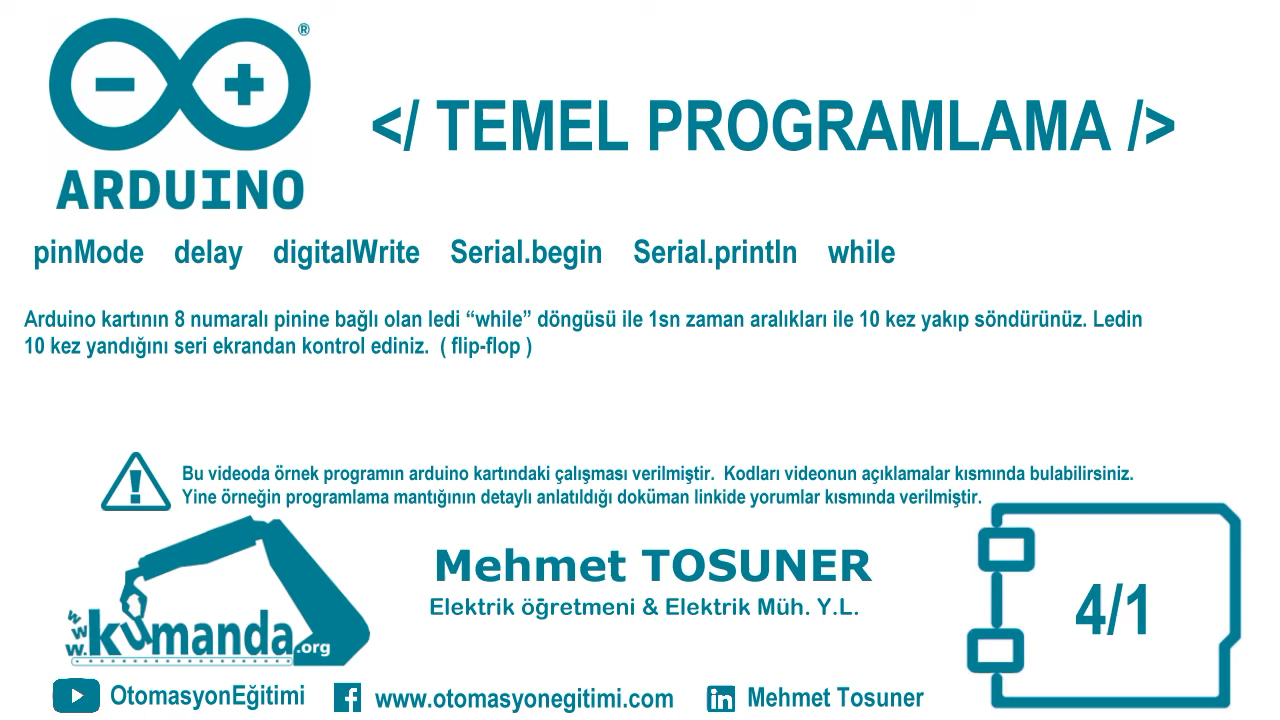 ®
ARDUINO
</ TEMEL PROGRAMLAMA />
pinMode delay digitalWrite Serial.begin Serial.println while
Arduino kartının 8 numaralı pinine bağlı olan ledi “while” döngüsü ile 1sn zaman aralıkları ile 10 kez yakıp söndürünüz. Ledin
10 kez yandığını seri ekrandan kontrol ediniz. ( flip-flop )
Bu videoda örnek programın arduino kartındaki çalışması verilmiştir. Kodları videonun açıklamalar kısmında bulabilirsiniz.
Yine örneğin programlama mantığının detaylı anlatıldığı doküman linkide yorumlar kısmında verilmiştir.
www.kumanda.org
Mehmet TOSUNER
Elektrik öğretmeni & Elektrik Müh. Y.L.
4/1
OtomasyonEğitimi www.otomasyonegitimi.com Mehmet Tosuner